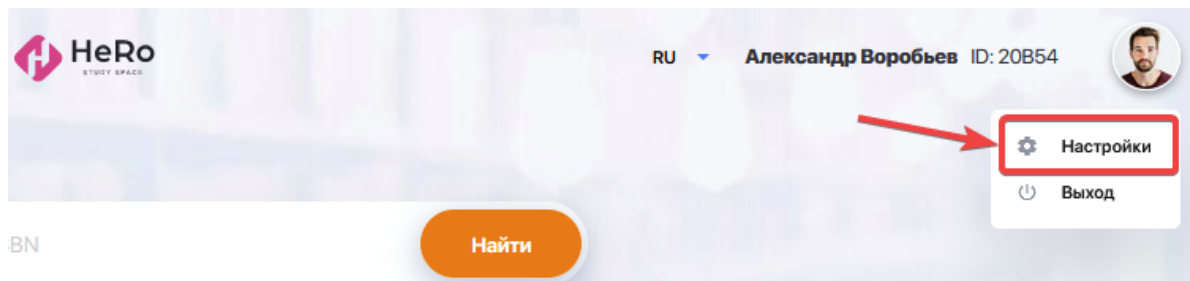 HeRo
STUDY SPACE
RU Александр Воробьев ID: 20B54
Настройки
Выход
BN Найти